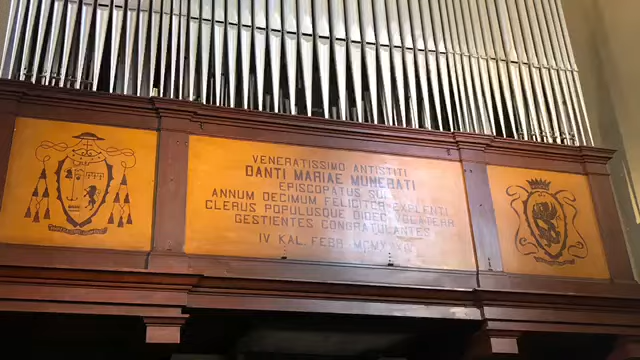 VENERATISSIMO ANTISTITI
DANTI MARIAE MUNERATI
EPISCOPATUS SUI
ANNUM DECIMUM FELICITER EXPLENTI
CLERUS POPULUSQUE DIOEC. VOLATERR.
GESTIENTES CONGRATULANTES
IV KAL. FEBR.